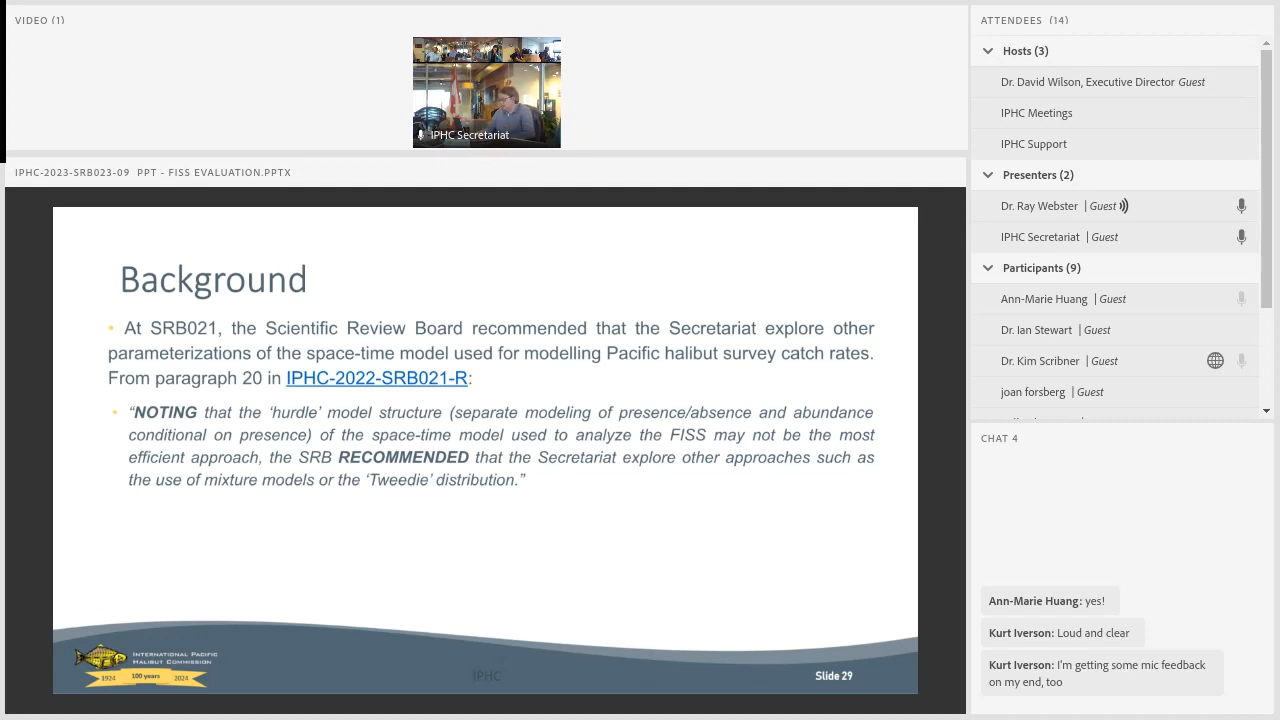 VIDEO (1)
IPHC Secretariat
IPHC-2023-SRB023-09 PPT - FISS EVALUATION.PPTX
Background
• At SRB021, the Scientific Review Board recommended that the Secretariat explore other
parameterizations of the space-time model used for modelling Pacific halibut survey catch rates.
From paragraph 20 in IPHC-2022-SRB021-R:
• “NOTING that the ‘hurdle’ model structure (separate modeling of presence/absence and abundance
conditional on presence) of the space-time model used to analyze the FISS may not be the most
efficient approach, the SRB RECOMMENDED that the Secretariat explore other approaches such as
the use of mixture models or the ‘Tweedie’ distribution.”
INTERNATIONAL PACIFIC
HALIBUT COMMISSION
1924 100 years 2024
IPHC
Slide 29
ATTENDEES (14)
Hosts (3)
Dr. David Wilson, Executive Director Guest
IPHC Meetings
IPHC Support
Presenters (2)
Dr. Ray Webster | Guest
IPHC Secretariat | Guest
Participants (9)
Ann-Marie Huang | Guest
Dr. Ian Stewart | Guest
Dr. Kim Scribner | Guest
joan forsberg | Guest
CHAT 4
Ann-Marie Huang: yes!
Kurt Iverson: Loud and clear
Kurt Iverson: I'm getting some mic feedback
on my end, too